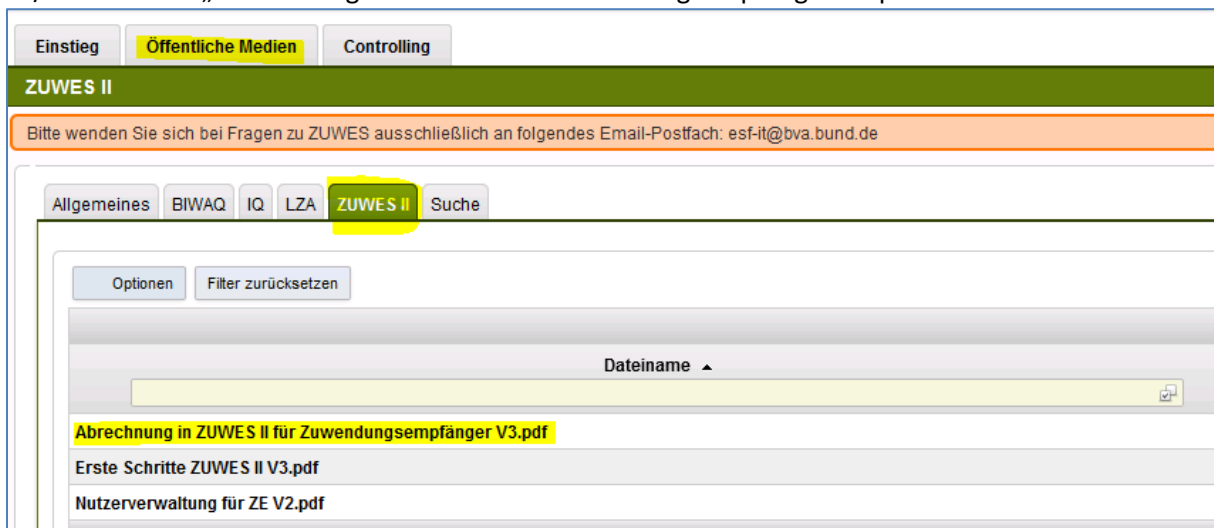 Einstieg Öffentliche Medien Controlling
ZUWES II
Bitte wenden Sie sich bei Fragen zu ZUWES ausschließlich an folgendes Email-Postfach: esf-it@bva.bund.de
Allgemeines BIWAQ IQ LZA ZUWES II Suche
Optionen Filter zurücksetzen
Dateiname
Abrechnung in ZUWES II für Zuwendungsempfänger V3.pdf
Erste Schritte ZUWES II V3.pdf
Nutzerverwaltung für ZE V2.pdf